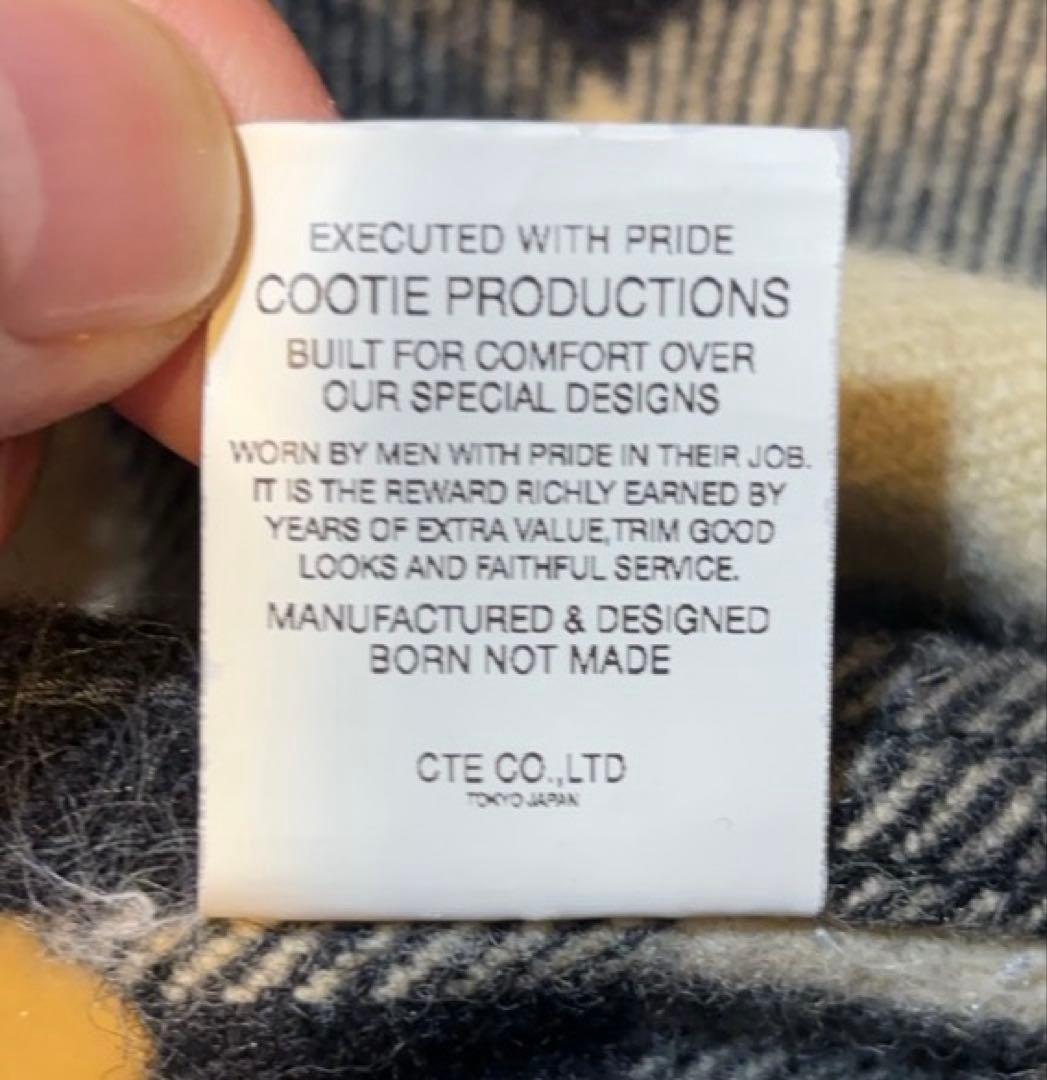 EXECUTED WITH PRIDE
COOTIE PRODUCTIONS
BUILT FOR COMFORT OVER
OUR SPECIAL DESIGNS
WORN BY MEN WITH PRIDE IN THEIR JOB.
IT IS THE REWARD RICHLY EARNED BY
YEARS OF EXTRA VALUE,TRIM GOOD
LOOKS AND FAITHFUL SERVICE.
MANUFACTURED & DESIGNED
BORN NOT MADE
CTE CO.,LTD
TOKYO JAPAN